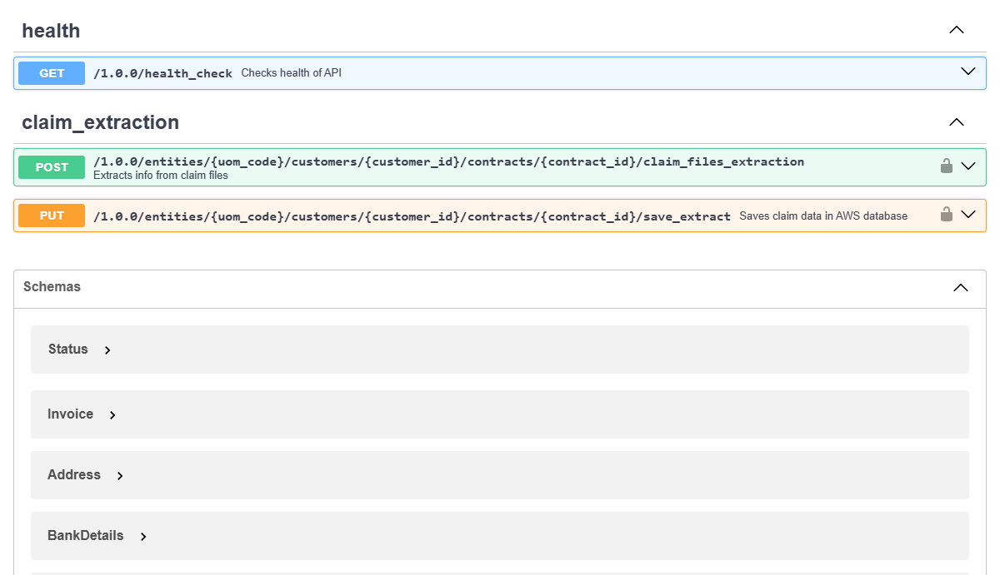 health
GET /1.0.0/health_check Checks health of API
claim_extraction
POST /1.0.0/entities/{uom_code}/customers/{customer_id}/contracts/{contract_id}/claim_files_extraction
Extracts info from claim files
PUT /1.0.0/entities/{uom_code}/customers/{customer_id}/contracts/{contract_id}/save_extract Saves claim data in AWS database
Schemas
Status
Invoice
Address
BankDetails